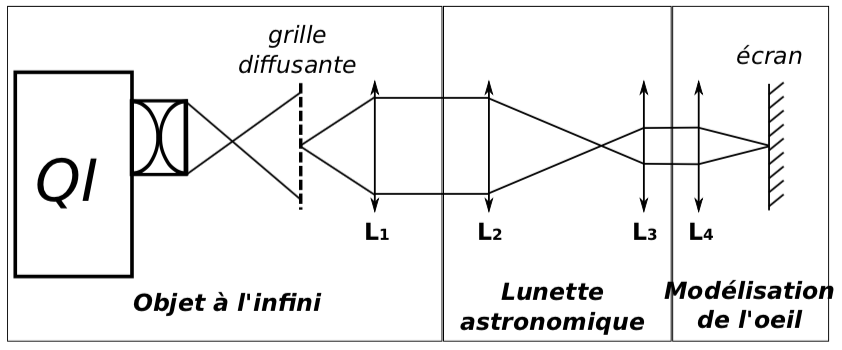 grille
diffusante
écran
QI
L1
L2
L3
L4
Objet à l'infini
Lunette
astronomique
Modélisation
de l'oeil